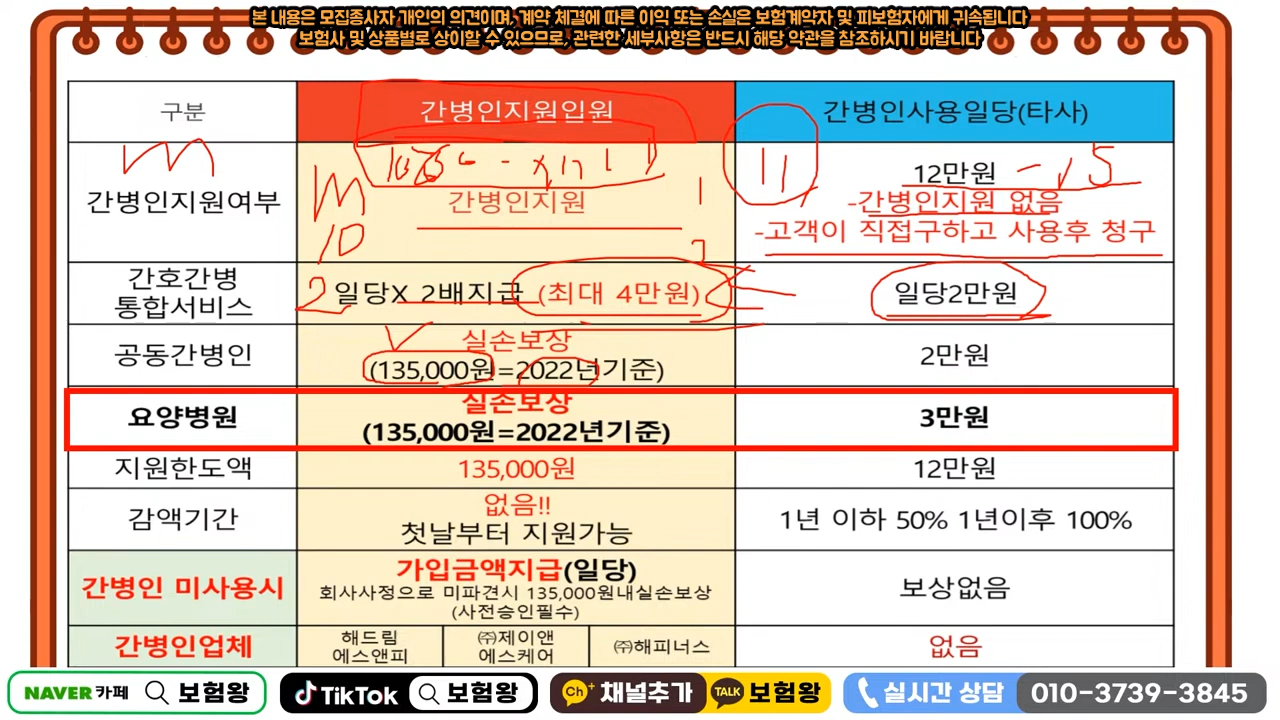 본 내용은 모집종사자 개인의 의견이며, 계약 체결에 따른 이익 또는 손실은 보험계약자 및 피보험자에게 귀속됩니다
보험사 및 상품별로 상이할 수 있으므로, 관련한 세부사항은 반드시 해당 약관을 참조하시기 바랍니다
구분 간병인지원입원 간병인사용일당(타사)
간병인지원여부
간병인지원
12만원
-간병인지원 없음
-고객이 직접구하고 사용후 청구
11
15
10
2
간호간병
통합서비스
일당X 2배지급 (최대 4만원)
일당2만원
공동간병인
실손보상
(135,000원=2022년기준)
2만원
요양병원
실손보상
(135,000원=2022년기준)
3만원
지원한도액 135,000원 12만원
감액기간
없음!!
첫날부터 지원가능
1년 이하 50% 1년이후 100%
간병인 미사용시
가입금액지급(일당)
회사사정으로 미파견시 135,000원내실손보상
(사전승인필수)
보상없음
간병인업체
해드림
에스앤피
㈜제이앤
에스케어
㈜해피너스
없음
NAVER 카페 보험왕
TikTok 보험왕
Ch+ 채널추가 TALK 보험왕
실시간 상담 010-3739-3845